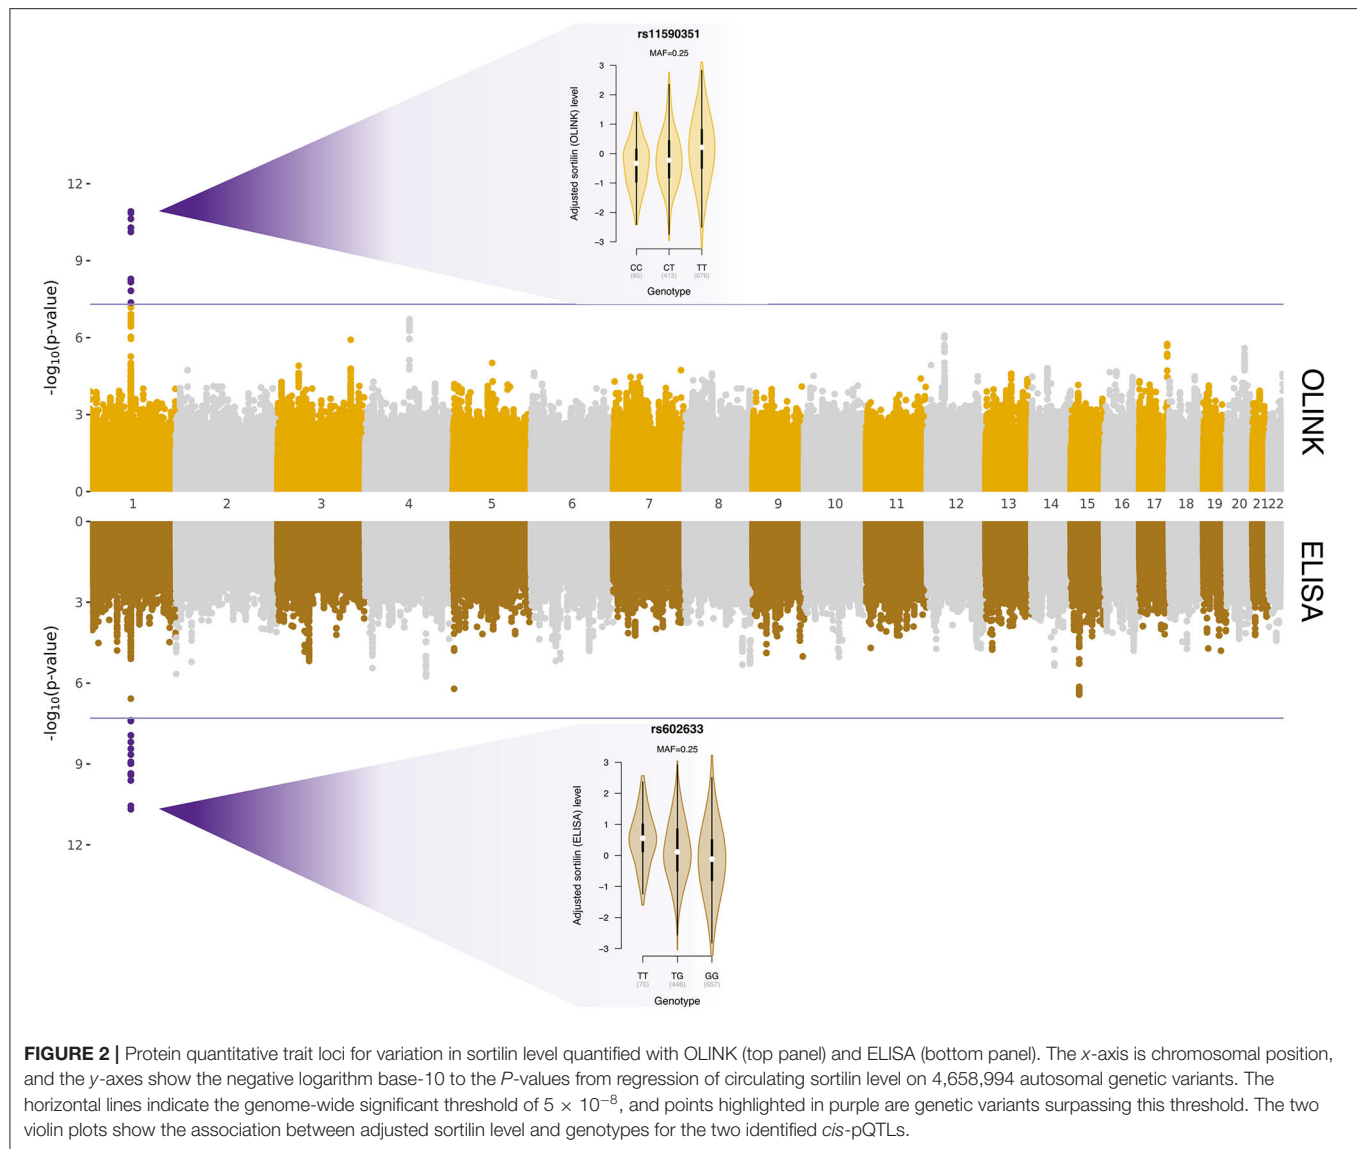 rs11590351
MAF=0.25
3
2
1
0
−1
−2
−3
Adjusted sortilin (OLINK) level
CC CT TT
(85) (412) (676)
Genotype
12
9
6
3
0
-log10(p-value)
OLINK
1 2 3 4 5 6 7 8 9 10 11 12 13 14 15 16 17 18 19 20 2122
0
3
6
9
12
-log10(p-value)
ELISA
rs602633
MAF=0.25
3
2
1
0
−1
−2
−3
Adjusted sortilin (ELISA) level
TT TG GG
(70) (446) (657)
Genotype
FIGURE 2 | Protein quantitative trait loci for variation in sortilin level quantified with OLINK (top panel) and ELISA (bottom panel). The x-axis is chromosomal position,
and the y-axes show the negative logarithm base-10 to the P-values from regression of circulating sortilin level on 4,658,994 autosomal genetic variants. The
horizontal lines indicate the genome-wide significant threshold of 5 × 10⁻⁸, and points highlighted in purple are genetic variants surpassing this threshold. The two
violin plots show the association between adjusted sortilin level and genotypes for the two identified cis-pQTLs.